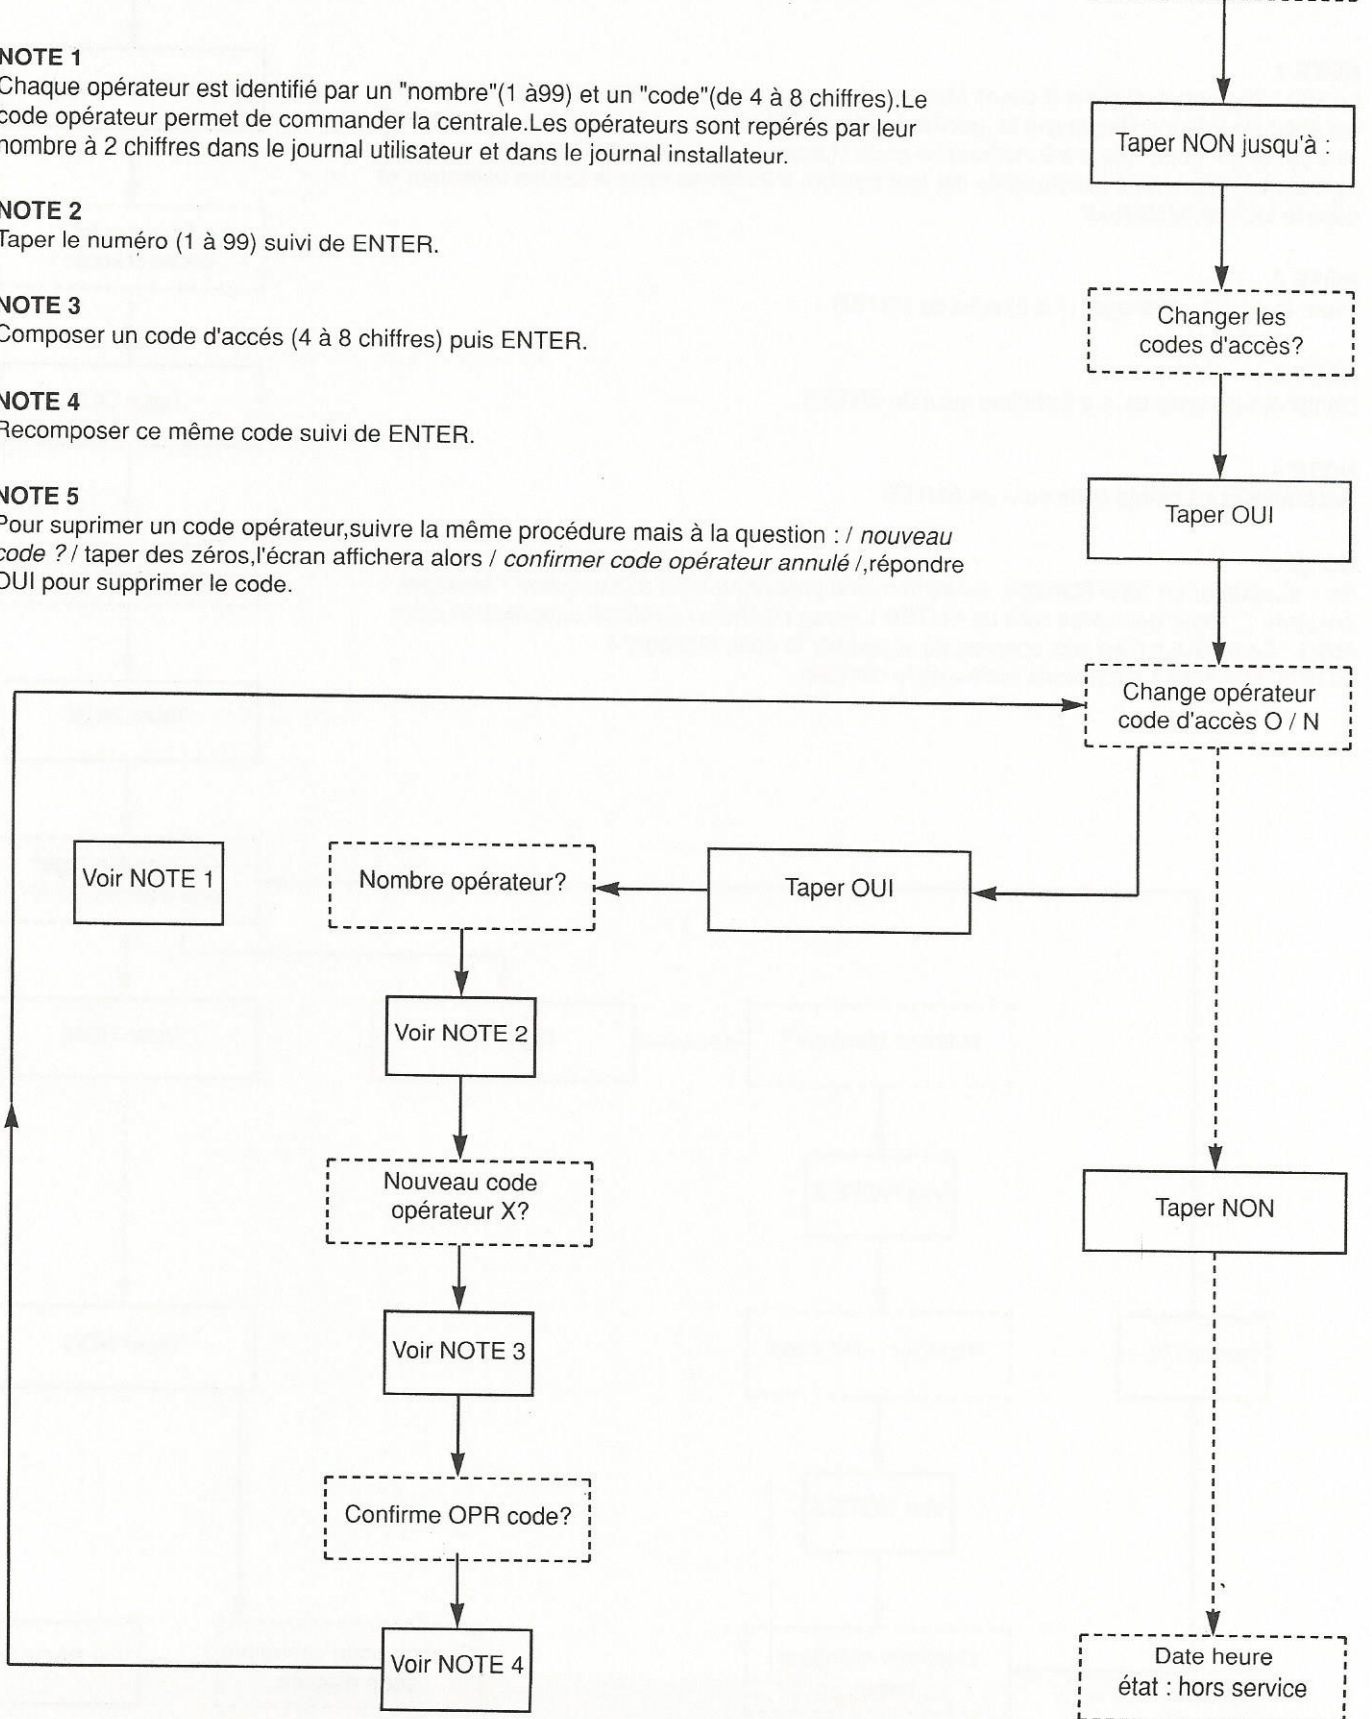 NOTE 1
Chaque opérateur est identifié par un "nombre"(1 à99) et un "code"(de 4 à 8 chiffres).Le
code opérateur permet de commander la centrale.Les opérateurs sont repérés par leur
nombre à 2 chiffres dans le journal utilisateur et dans le journal installateur.
NOTE 2
Taper le numéro (1 à 99) suivi de ENTER.
NOTE 3
Composer un code d'accés (4 à 8 chiffres) puis ENTER.
NOTE 4
Recomposer ce même code suivi de ENTER.
NOTE 5
Pour suprimer un code opérateur,suivre la même procédure mais à la question : / nouveau
code ? / taper des zéros,l'écran affichera alors / confirmer code opérateur annulé /,répondre
OUI pour supprimer le code.
Taper NON jusqu'à :
Changer les
codes d'accès?
Taper OUI
Change opérateur
code d'accès O / N
Voir NOTE 1
Nombre opérateur?
Taper OUI
Voir NOTE 2
Nouveau code
opérateur X?
Taper NON
Voir NOTE 3
Confirme OPR code?
Voir NOTE 4
Date heure
état : hors service